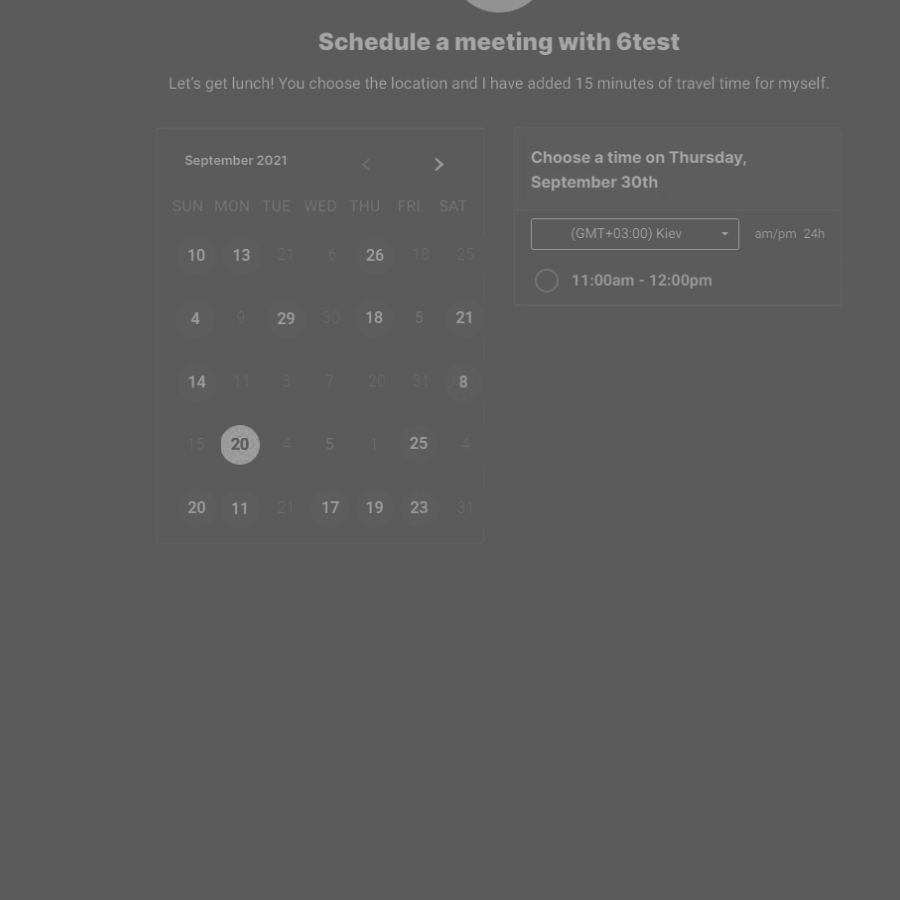 Schedule a meeting with 6test
Let's get lunch! You choose the location and I have added 15 minutes of travel time for myself.
September 2021
SUN MON TUE WED THU FRI SAT
10 13 21 6 26 18 25
4 9 29 30 18 5 21
14 11 3 7 20 31 8
15 20 4 5 1 25 4
20 11 21 17 19 23 31
Choose a time on Thursday,
September 30th
(GMT+03:00) Kiev
am/pm 24h
11:00am - 12:00pm